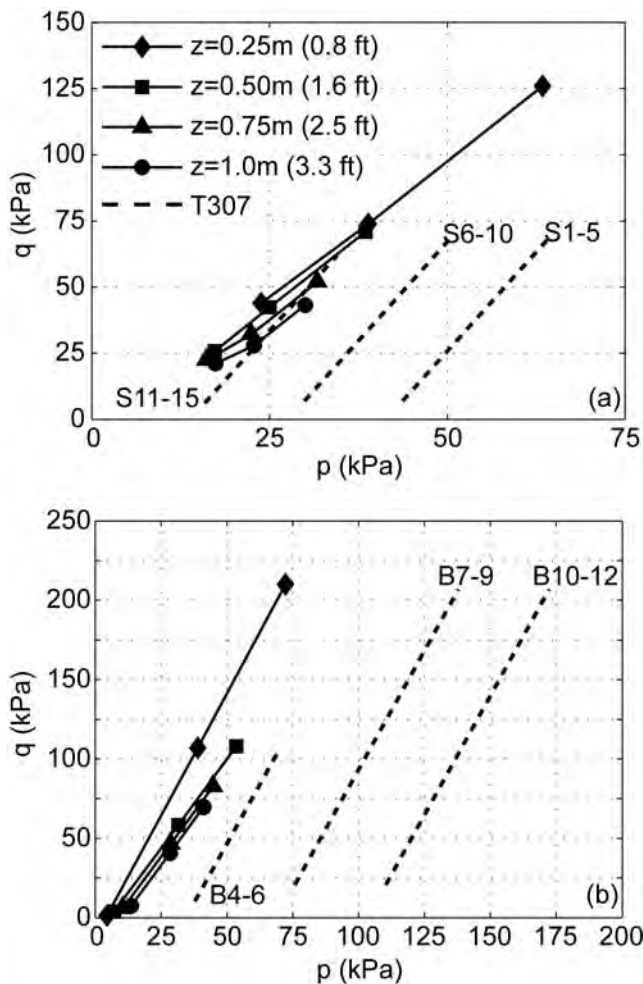 150
125
100
75
50
25
0
q (kPa)
z=0.25m (0.8 ft)
z=0.50m (1.6 ft)
z=0.75m (2.5 ft)
z=1.0m (3.3 ft)
T307
S6-10
S1-5
S11-15
(a)
0 25 50 75
p (kPa)
250
200
150
100
50
0
q (kPa)
B7-9
B10-12
B4-6
(b)
0 25 50 75 100 125 150 175 200
p (kPa)